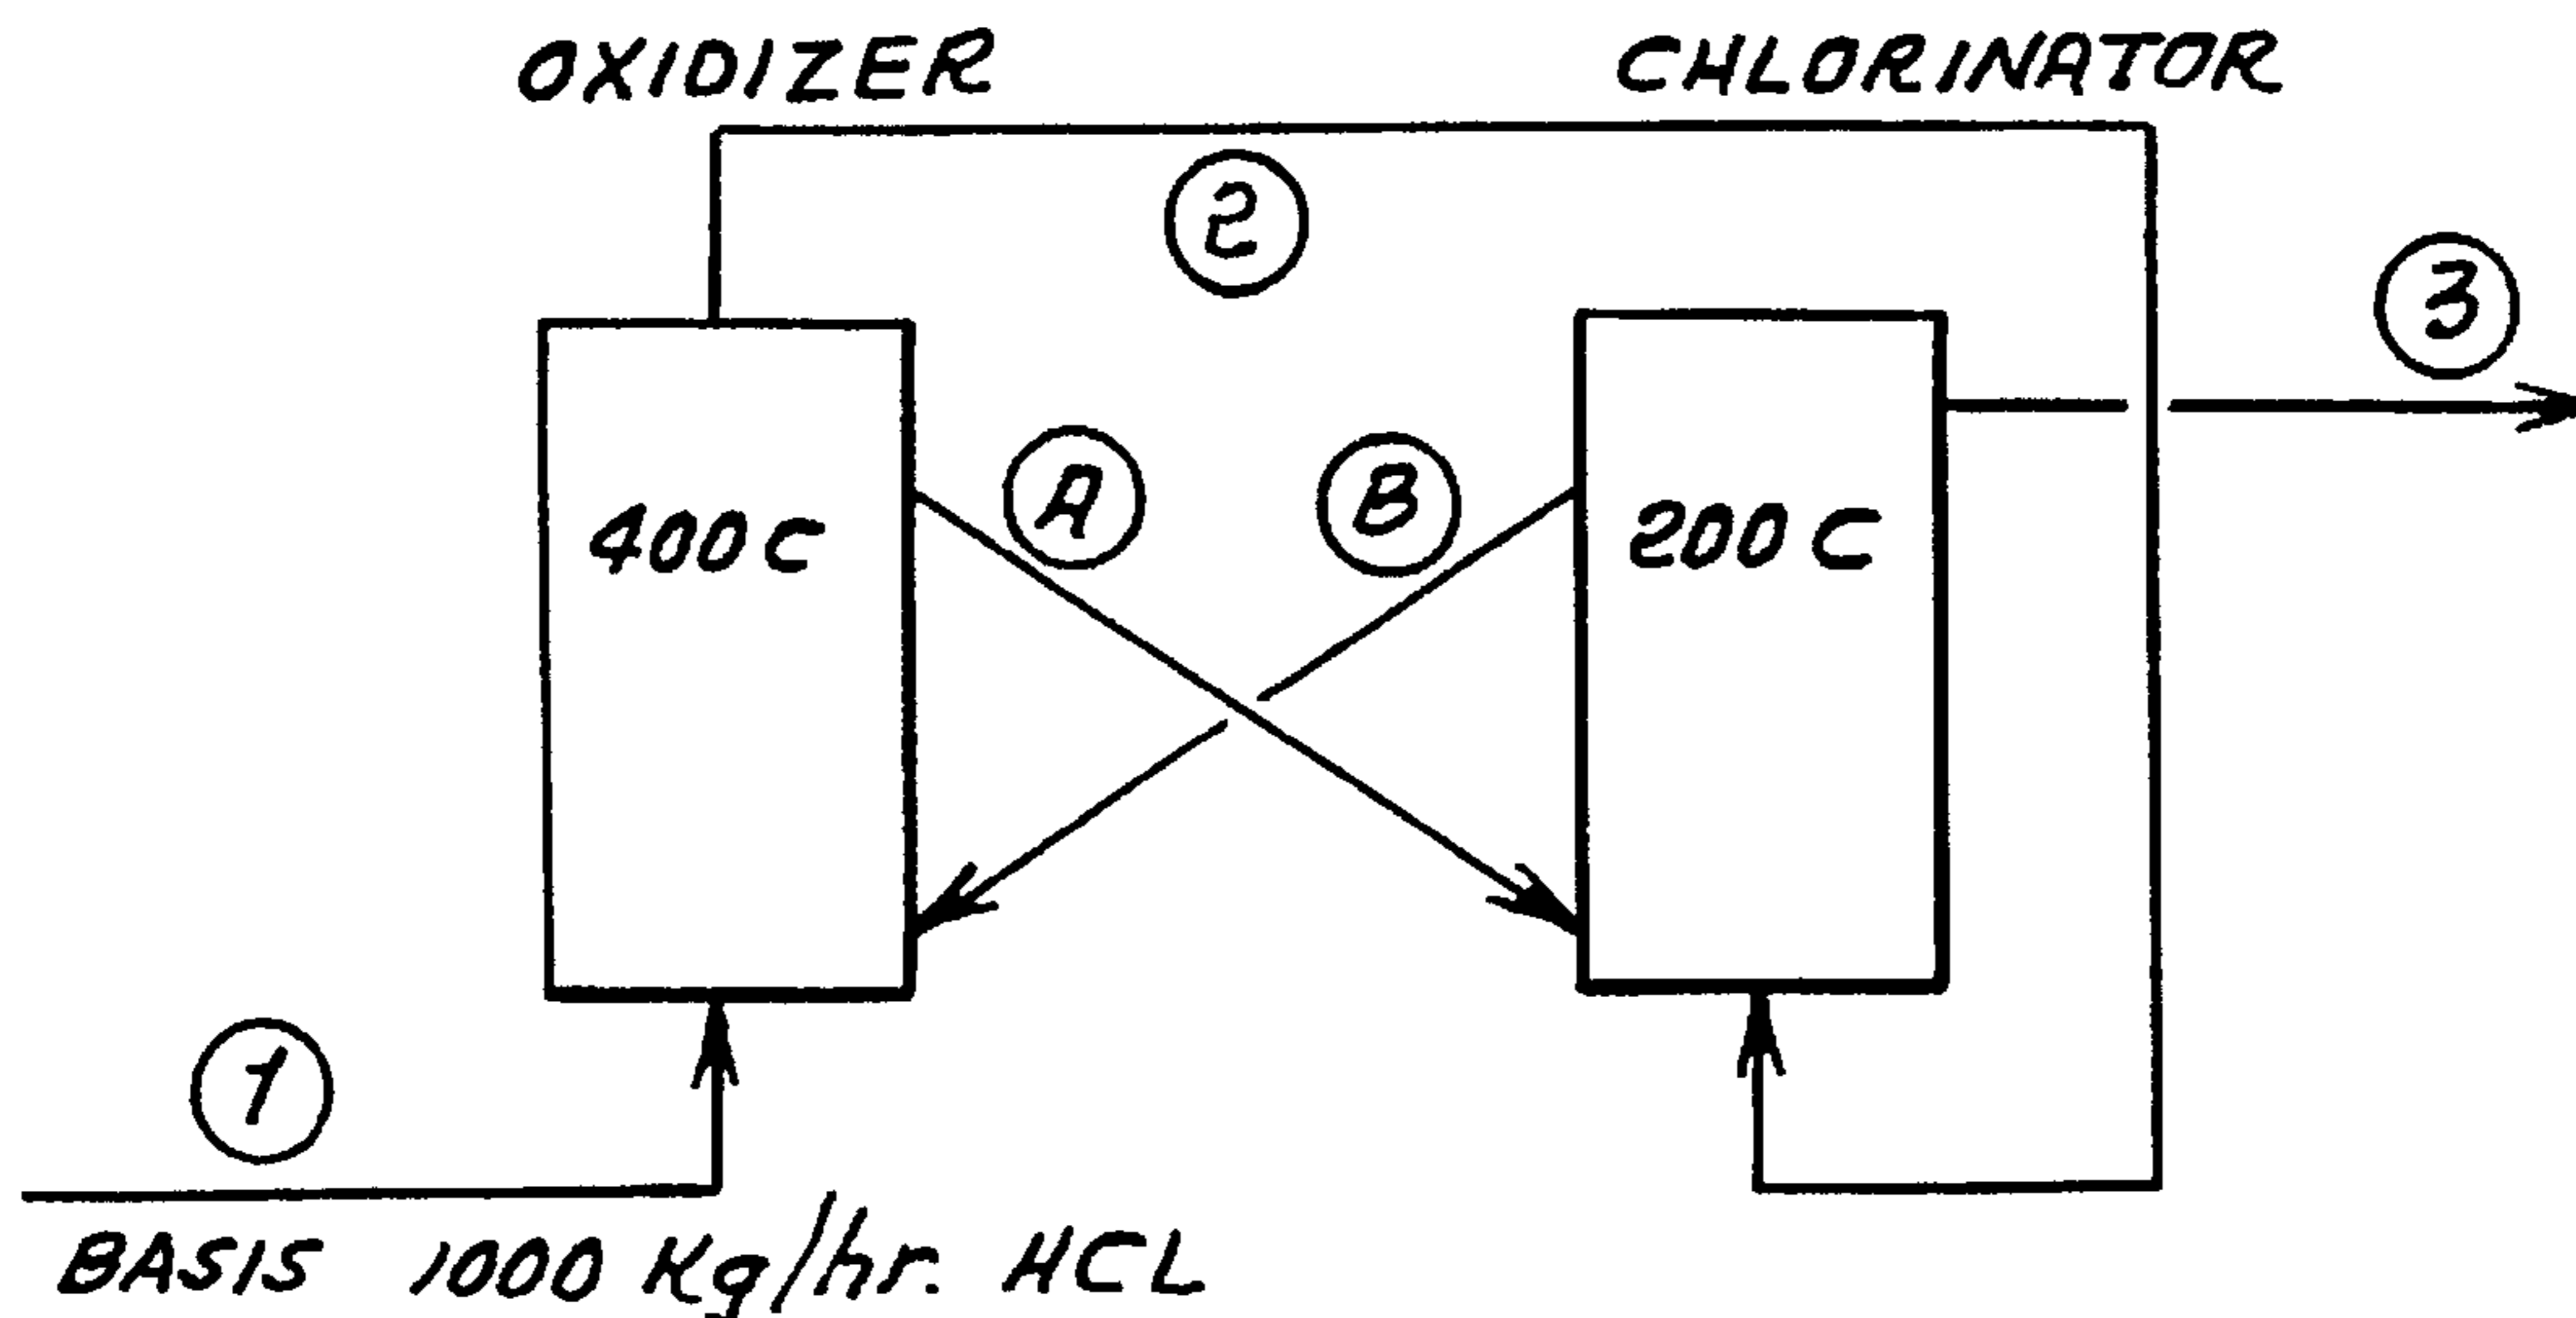 OXIDIZER
CHLORINATOR
2
3
A
B
400 C
200 C
1
BASIS 1000 Kg/hr. HCL